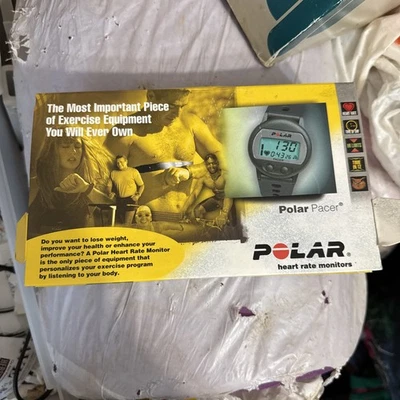 The Most Important Piece
of Exercise Equipment
You Will Ever Own
POLAR
130
Polar Pacer®
Do you want to lose weight,
improve your health or enhance your
performance? A Polar Heart Rate Monitor
is the only piece of equipment that
personalizes your exercise program
by listening to your body.
POLAR®
heart rate monitors